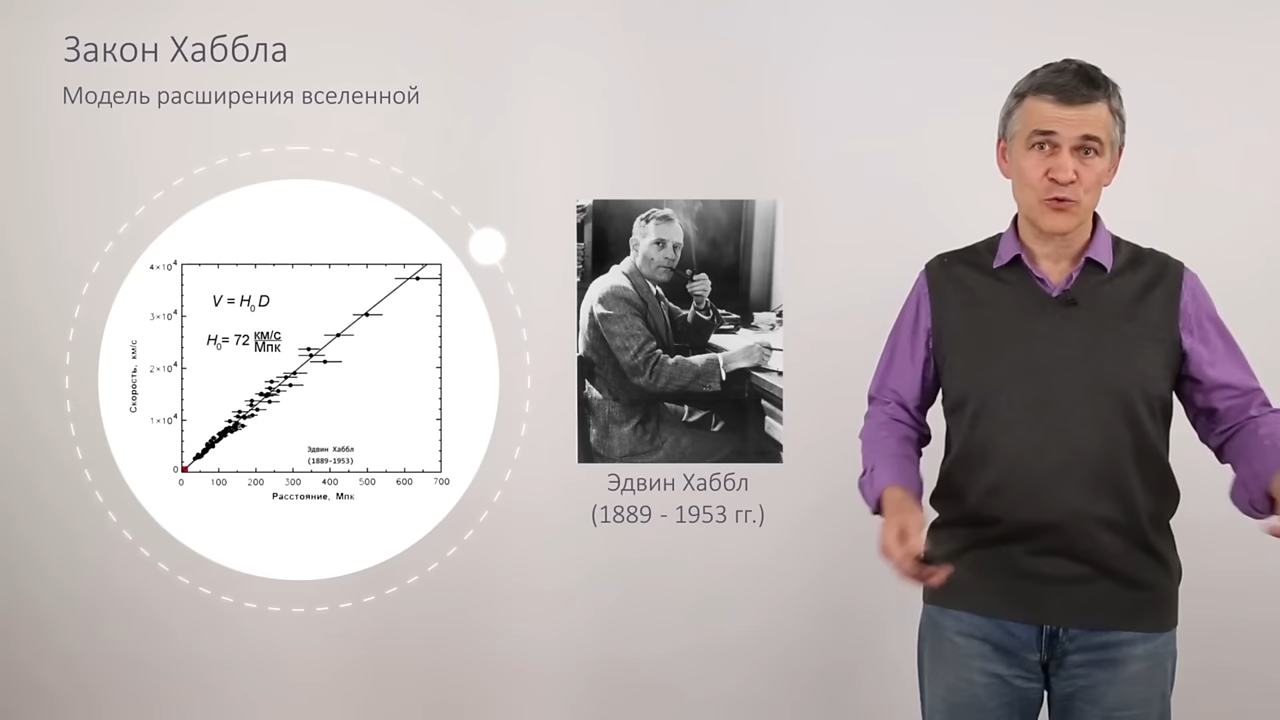 Закон Хаббла
Модель расширения вселенной
4×10⁴
3×10⁴
2×10⁴
1×10⁴
0
Скорость, км/с
V = H₀ D
H₀= 72 км/с
Мпк
Эдвин Хаббл
(1889-1953)
0 100 200 300 400 500 600 700
Расстояние, Мпк
Эдвин Хаббл
(1889 - 1953 гг.)